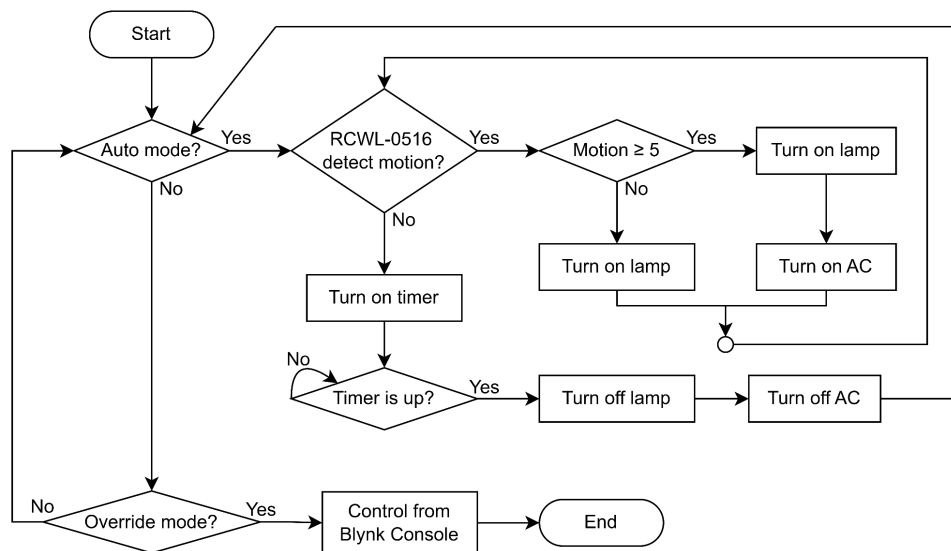 Start
Auto mode?
Yes
No
RCWL-0516
detect motion?
Yes
No
Motion ≥ 5
Yes
No
Turn on lamp
Turn on lamp
Turn on AC
Turn on timer
No
Timer is up?
Yes
Turn off lamp
Turn off AC
No
Override mode?
Yes
Control from
Blynk Console
End